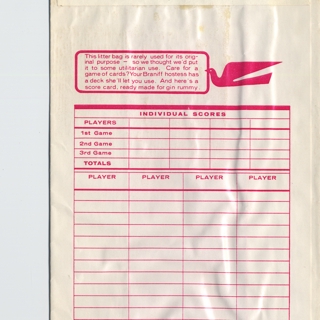 This litter bag is rarely used for its orig-
inal purpose — so we thought we'd put
it to some utilitarian use. Care for a
game of cards? Your Braniff hostess has
a deck she'll let you use. And here's a
score card, ready made for gin rummy.
INDIVIDUAL SCORES
PLAYERS
1st Game
2nd Game
3rd Game
TOTALS
PLAYER PLAYER PLAYER PLAYER